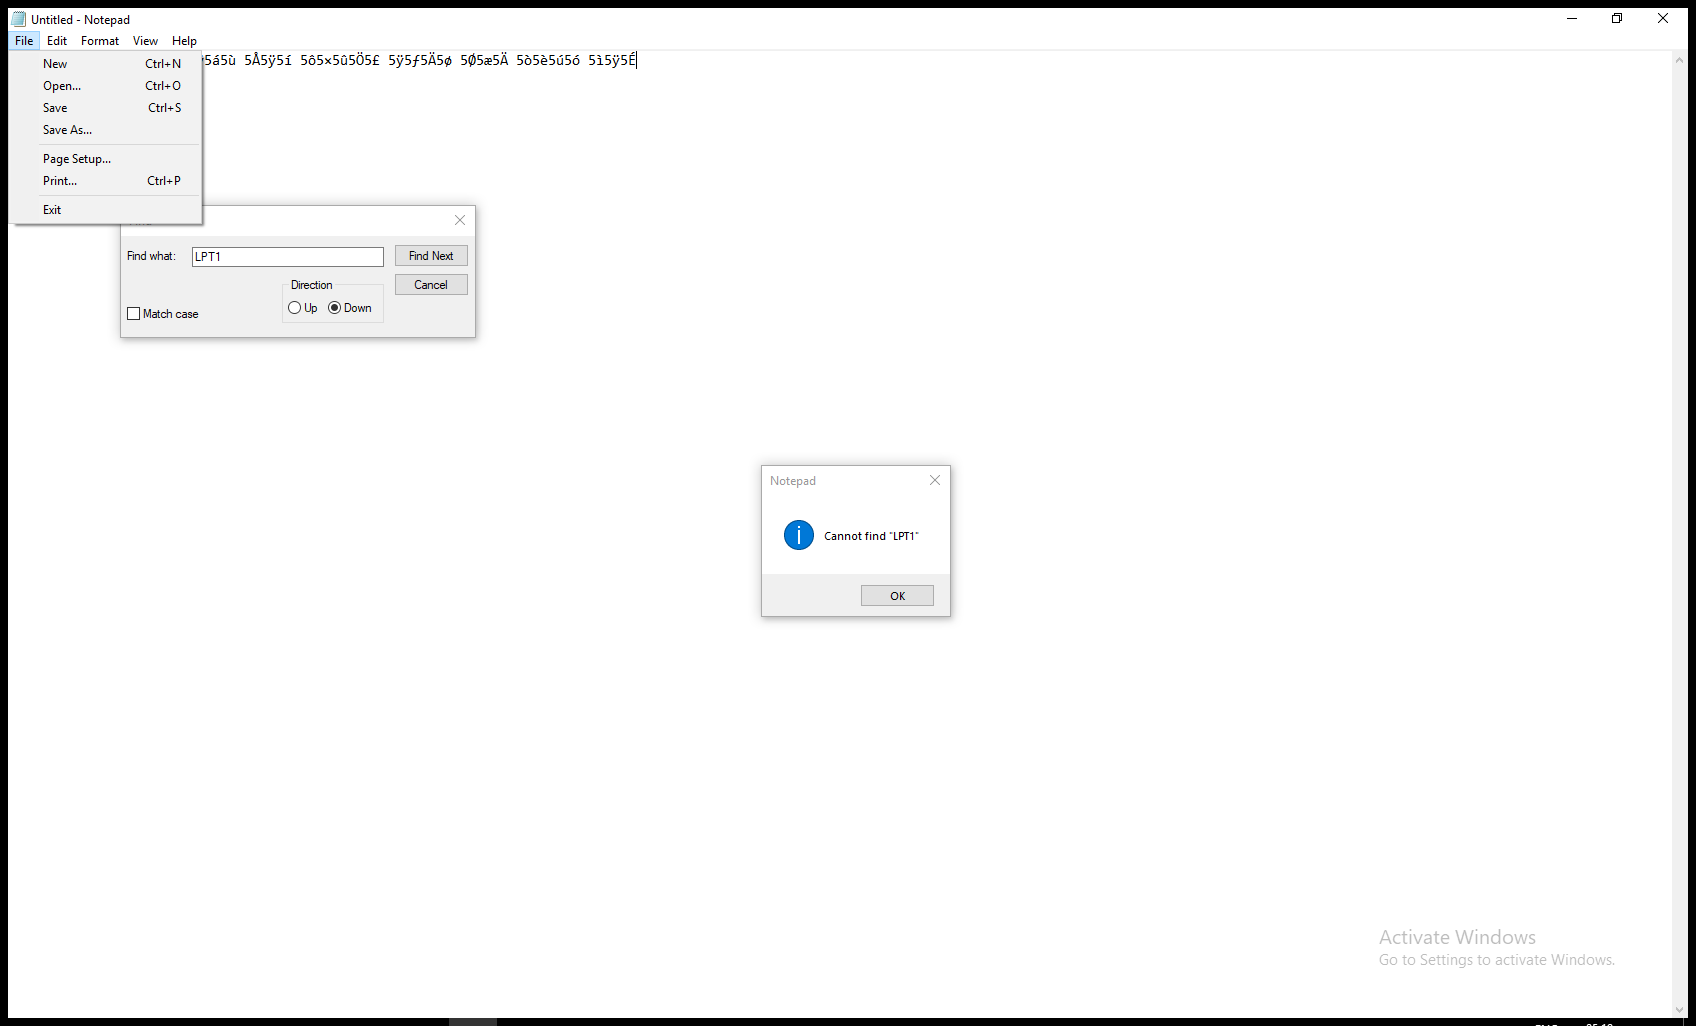 Untitled - Notepad
File Edit Format View Help
5á5ù 5Å5ÿ5í 5ô5×5û5Ö5£ 5ÿ5ƒ5Ä5ø 5Ø5æ5Ä 5ò5è5ú5ó 5ì5ÿ5É
New Ctrl+N
Open... Ctrl+O
Save Ctrl+S
Save As...
Page Setup...
Print... Ctrl+P
Exit
Find what: LPT1 Find Next
Direction Cancel
Up Down
Match case
Notepad
i Cannot find "LPT1"
OK
Activate Windows
Go to Settings to activate Windows.